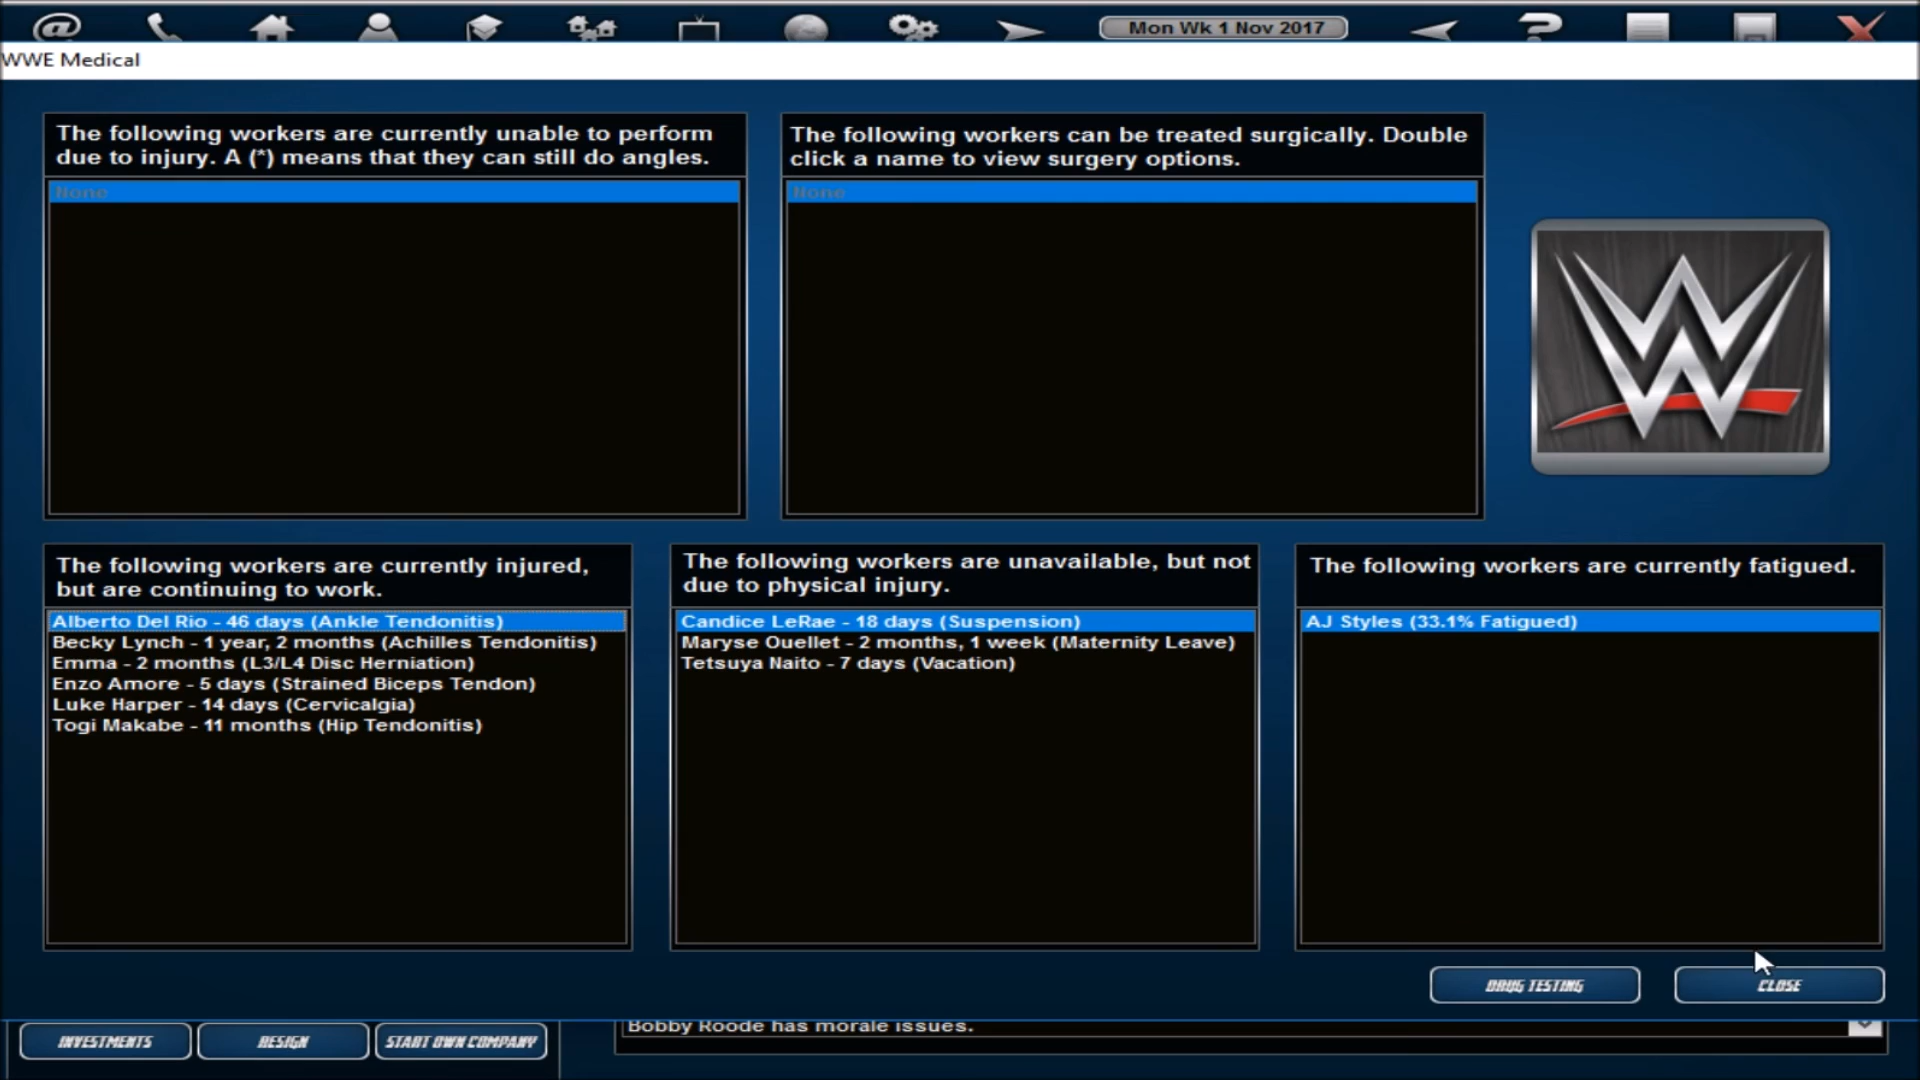 Mon Wk 1 Nov 2017
WWE Medical
The following workers are currently unable to perform
due to injury. A (*) means that they can still do angles.
None
The following workers can be treated surgically. Double
click a name to view surgery options.
None
The following workers are currently injured,
but are continuing to work.
Alberto Del Rio - 46 days (Ankle Tendonitis)
Becky Lynch - 1 year, 2 months (Achilles Tendonitis)
Emma - 2 months (L3/L4 Disc Herniation)
Enzo Amore - 5 days (Strained Biceps Tendon)
Luke Harper - 14 days (Cervicalgia)
Togi Makabe - 11 months (Hip Tendonitis)
The following workers are unavailable, but not
due to physical injury.
Candice LeRae - 18 days (Suspension)
Maryse Ouellet - 2 months, 1 week (Maternity Leave)
Tetsuya Naito - 7 days (Vacation)
The following workers are currently fatigued.
AJ Styles (33.1% Fatigued)
DRUG TESTING
CLOSE
INVESTMENTS
RESIGN
START OWN COMPANY
Bobby Roode has morale issues.